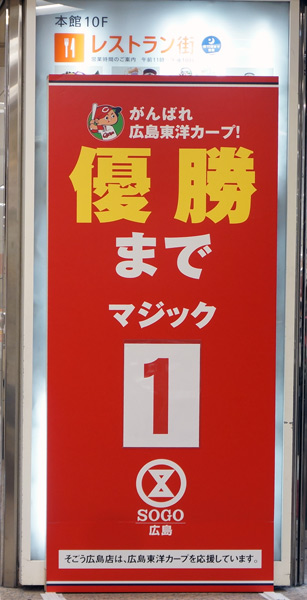 本館10F
レストラン街
がんばれ
広島東洋カープ!
優勝
まで
マジック
1
SOGO
広島
そごう広島店は、広島東洋カープを応援しています。